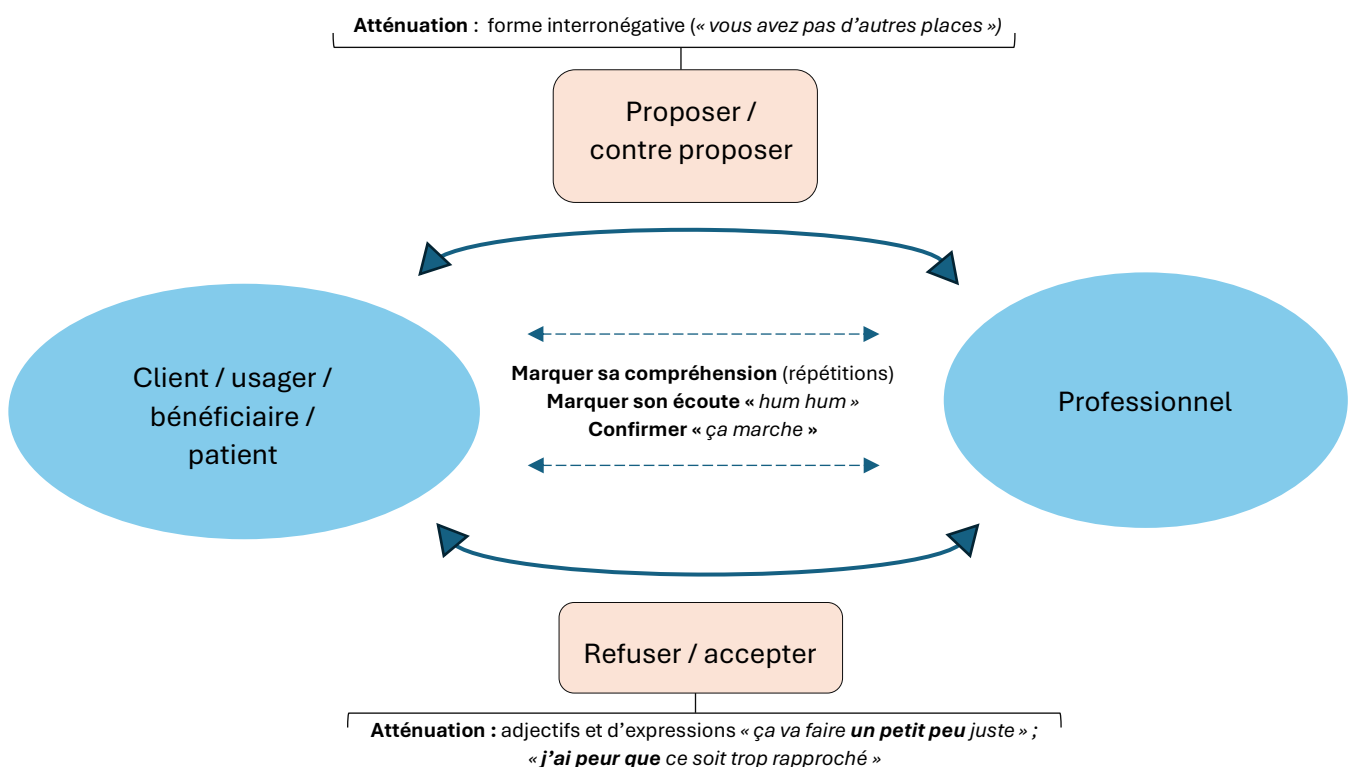 Atténuation : forme interronégative (« vous avez pas d’autres places »)
Proposer /
contre proposer
Client / usager /
bénéficiaire /
patient
Marquer sa compréhension (répétitions)
Marquer son écoute « hum hum »
Confirmer « ça marche »
Professionnel
Refuser / accepter
Atténuation : adjectifs et d’expressions « ça va faire un petit peu juste » ;
« j’ai peur que ce soit trop rapproché »